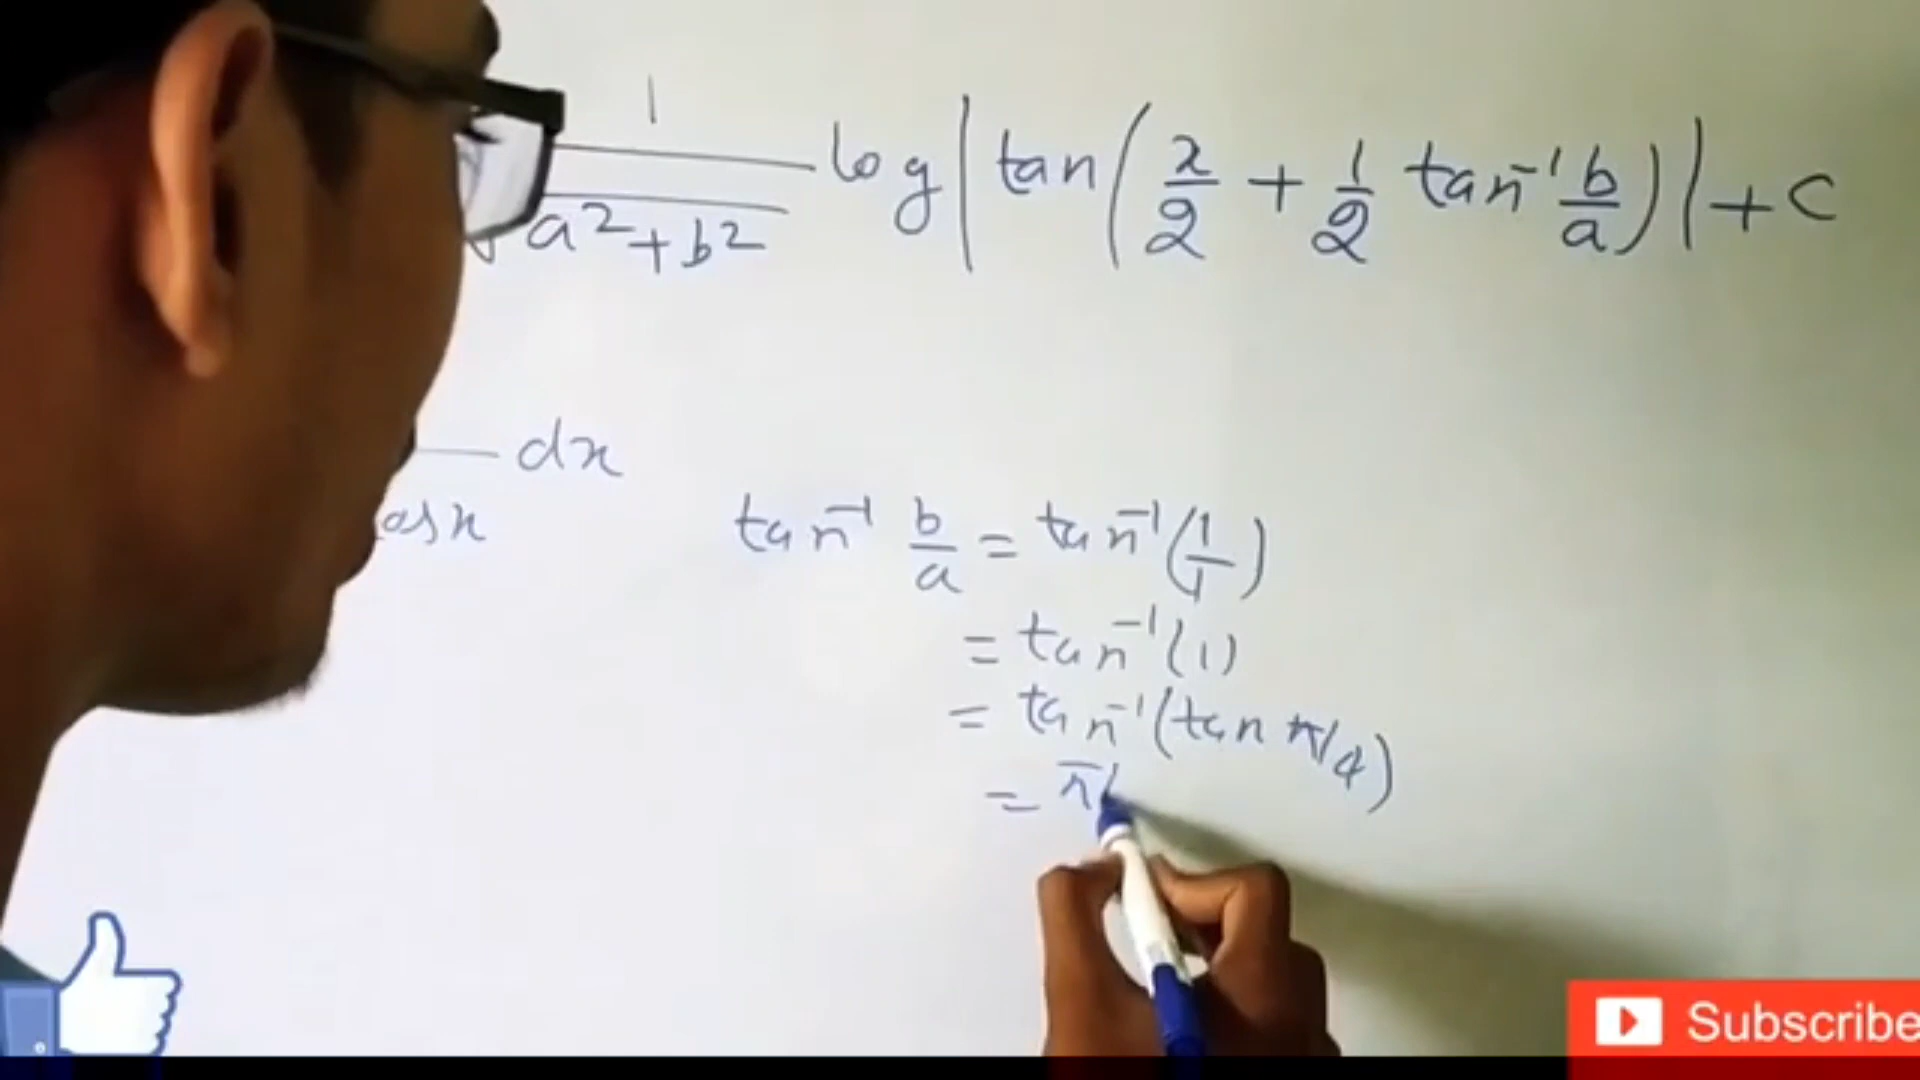 1/√a²+b² log|tan(x/2 + 1/2 tan⁻¹ b/a)| + c
dx
osx
tan⁻¹ b/a = tan⁻¹(1/1)
= tan⁻¹(1)
= tan⁻¹(tan π/4)
= π/
Subscribe